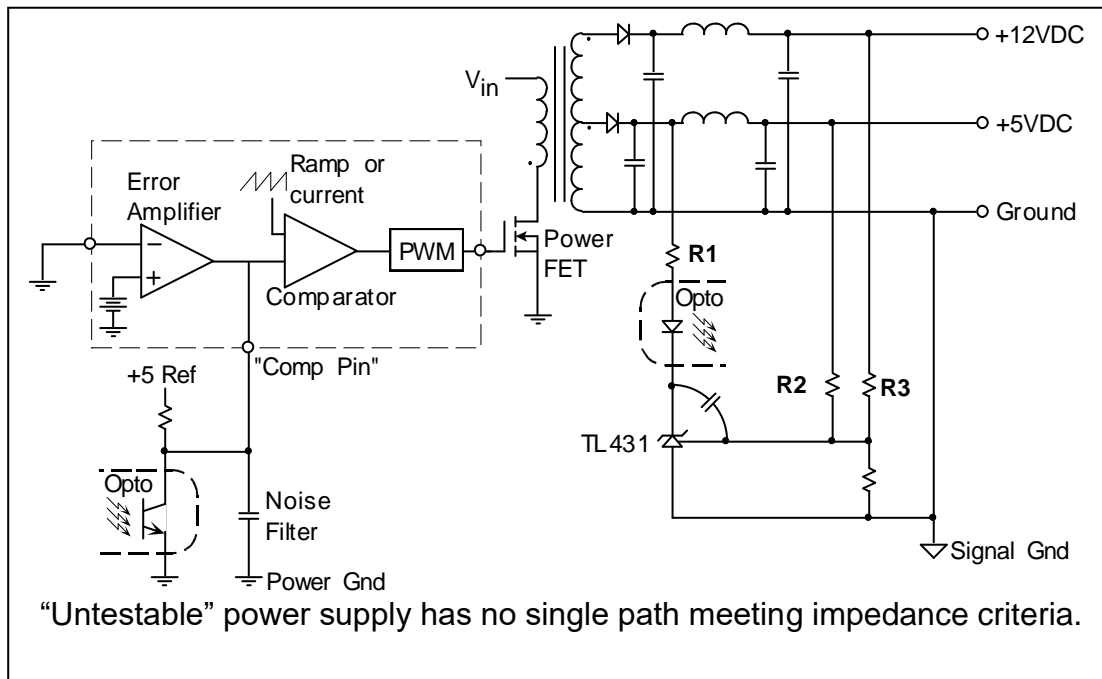 +12VDC
V in
+5VDC
Ramp or
current
Error
Amplifier
Ground
PWM
Power
FET
R1
Comparator
Opto
"Comp Pin"
+5 Ref
R2
R3
TL431
Opto
Noise
Filter
Signal Gnd
Power Gnd
“Untestable” power supply has no single path meeting impedance criteria.